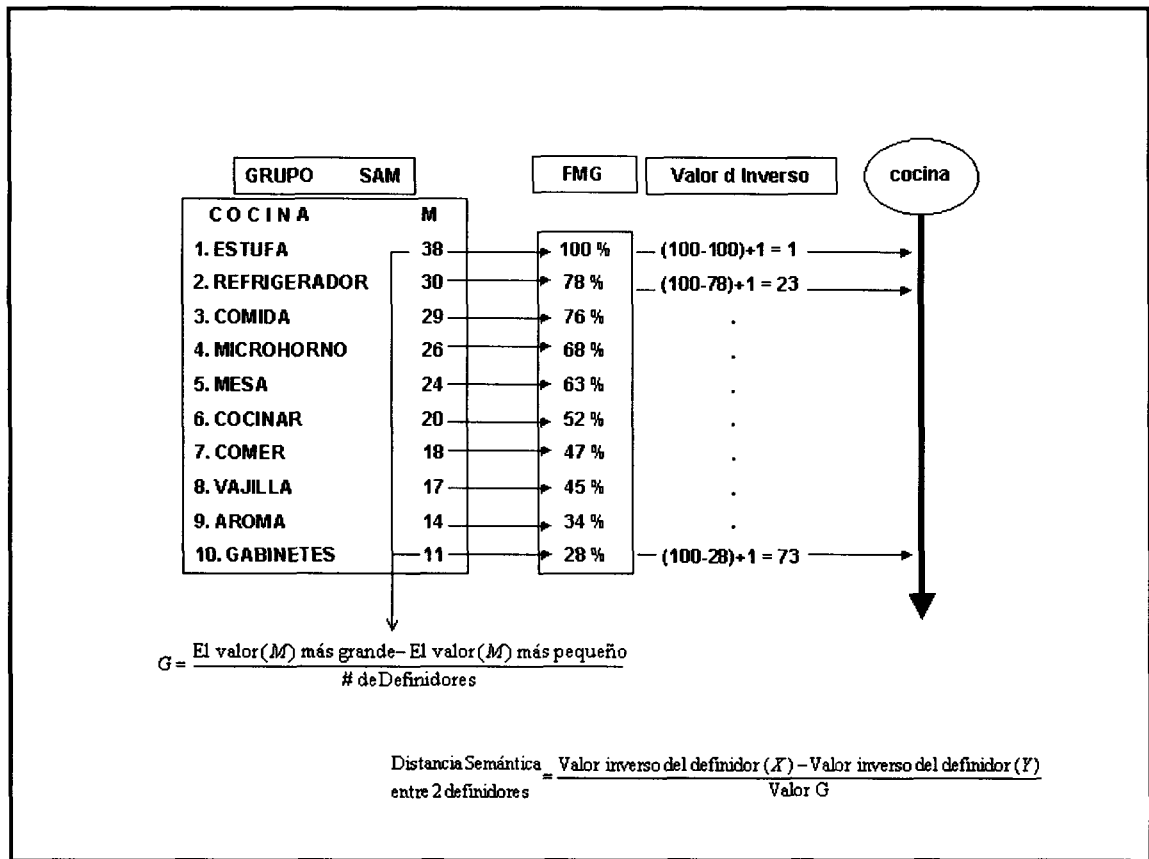 GRUPO SAM FMG Valor d Inverso cocina
COCINA M
1. ESTUFA 38 100 % (100-100)+1 = 1
2. REFRIGERADOR 30 78 % (100-78)+1 = 23
3. COMIDA 29 76 % .
4. MICROHORNO 26 68 % .
5. MESA 24 63 % .
6. COCINAR 20 52 % .
7. COMER 18 47 % .
8. VAJILLA 17 45 % .
9. AROMA 14 34 % .
10. GABINETES 11 28 % (100-28)+1 = 73
G = El valor (M) más grande – El valor (M) más pequeño
# de Definidores
Distancia Semántica
entre 2 definidores = Valor inverso del definidor (X) – Valor inverso del definidor (Y)
Valor G